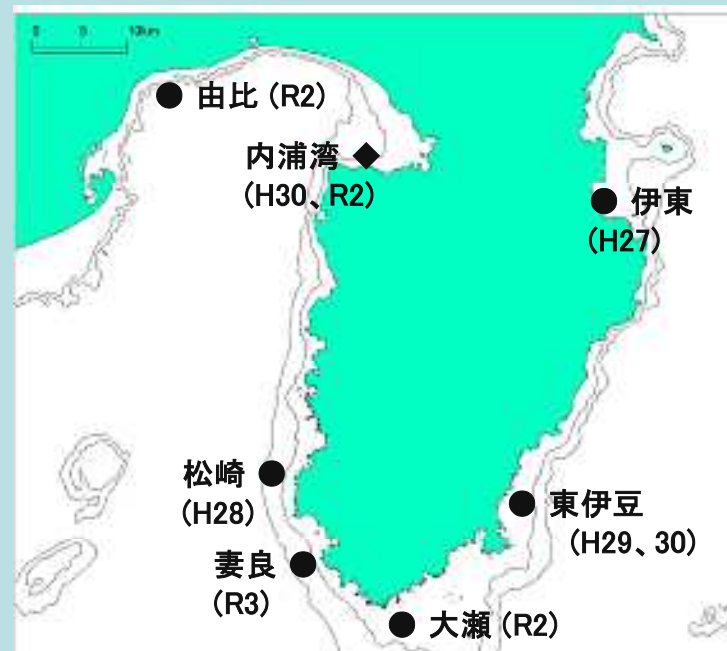 0 5 10km
由比 (R2)
内浦湾
(H30、R2)
伊東
(H27)
松崎
(H28)
東伊豆
(H29、30)
妻良
(R3)
大瀬 (R2)